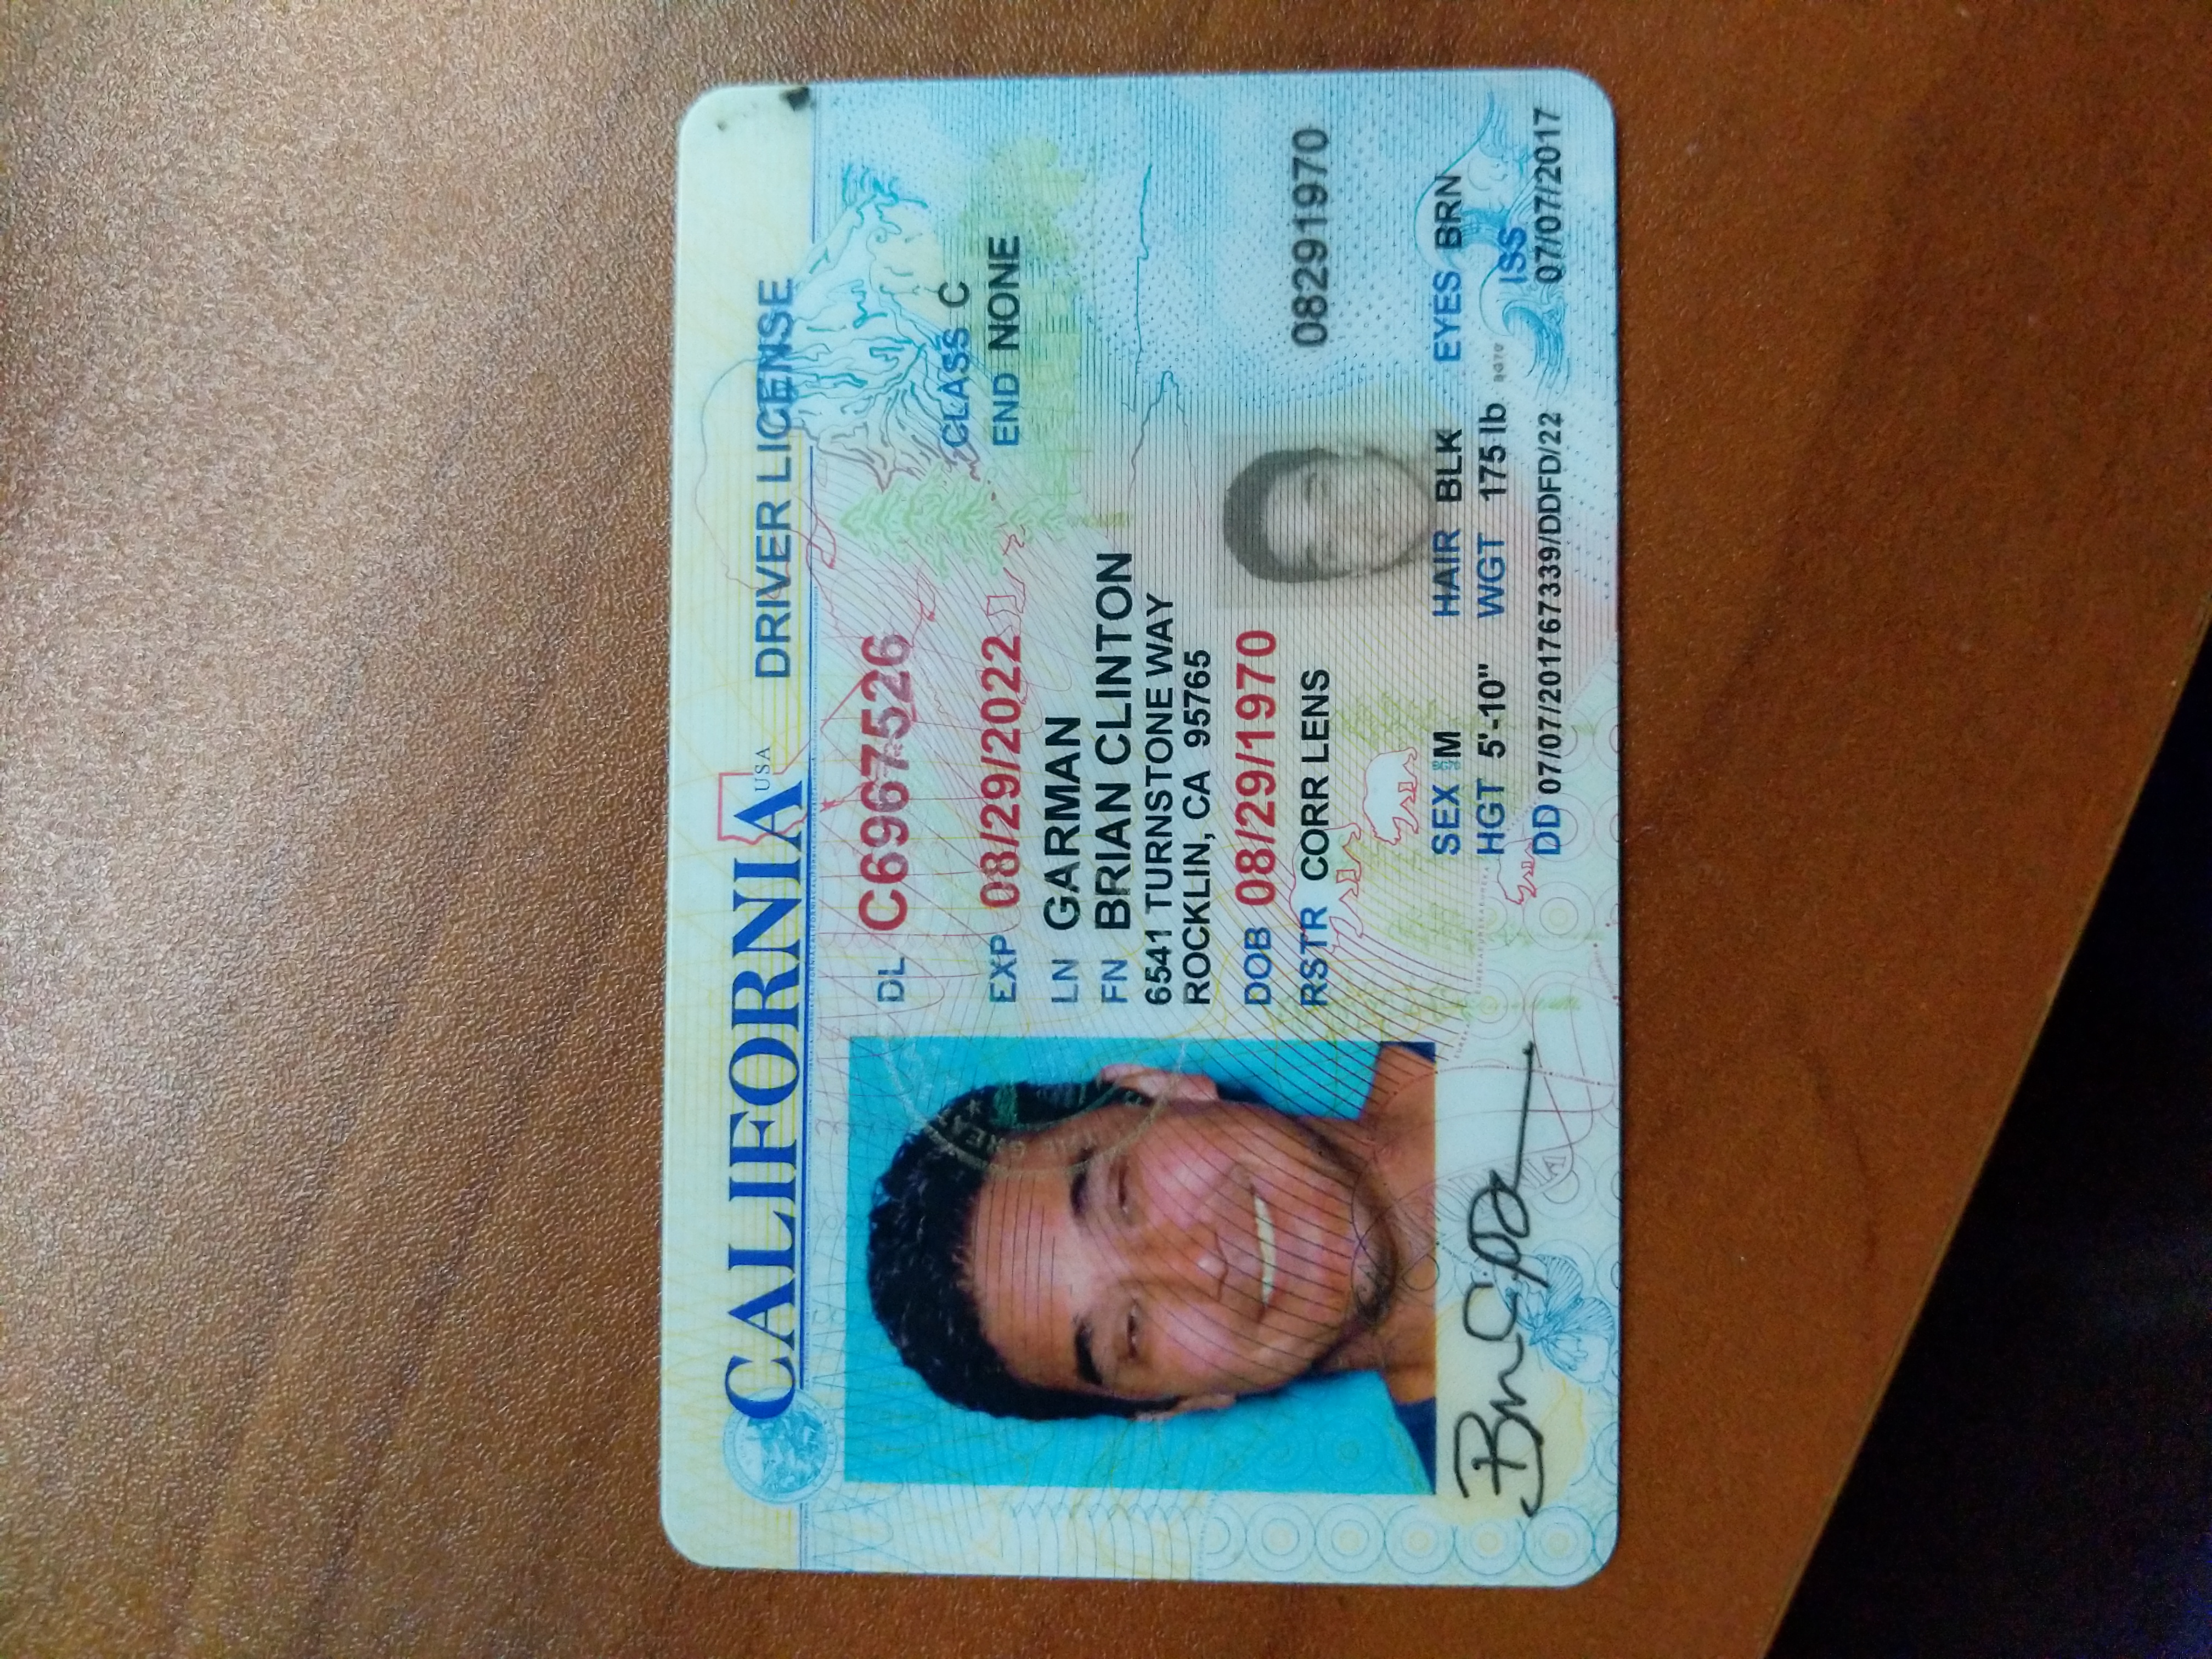 CALIFORNIA USA DRIVER LICENSE
DL C6967526
CLASS C
EXP 08/29/2022
END NONE
LN GARMAN
FN BRIAN CLINTON
6541 TURNSTONE WAY
ROCKLIN, CA 95765
DOB 08/29/1970
RSTR CORR LENS
08291970
SEX M HAIR BLK EYES BRN
HGT 5'-10" WGT 175 lb
ISS
DD 07/07/201767339/DDFD/22 07/07/2017